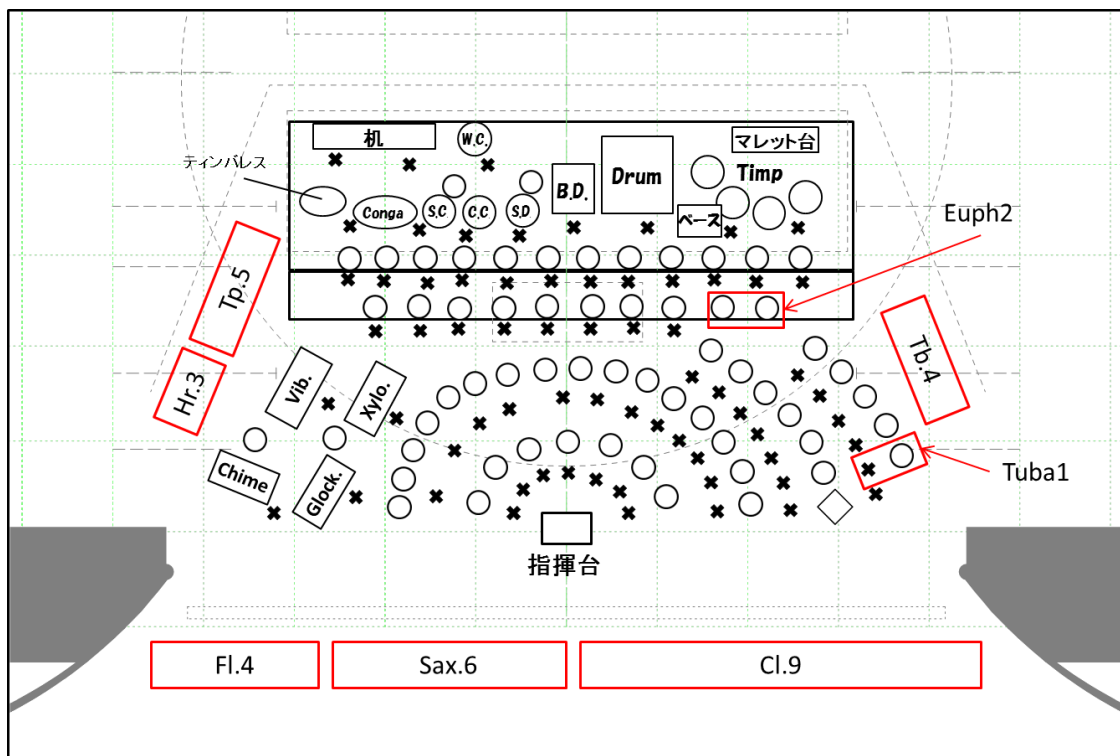 机
W.C.
マレット台
ティンバレス
Drum
Timp
B.D.
Conga
S.C
C.C
S.D
ベース
Euph2
Tp.5
Tb.4
Hr.3
Vib.
Xylo.
Chime
Glock.
Tuba1
指揮台
Fl.4
Sax.6
Cl.9